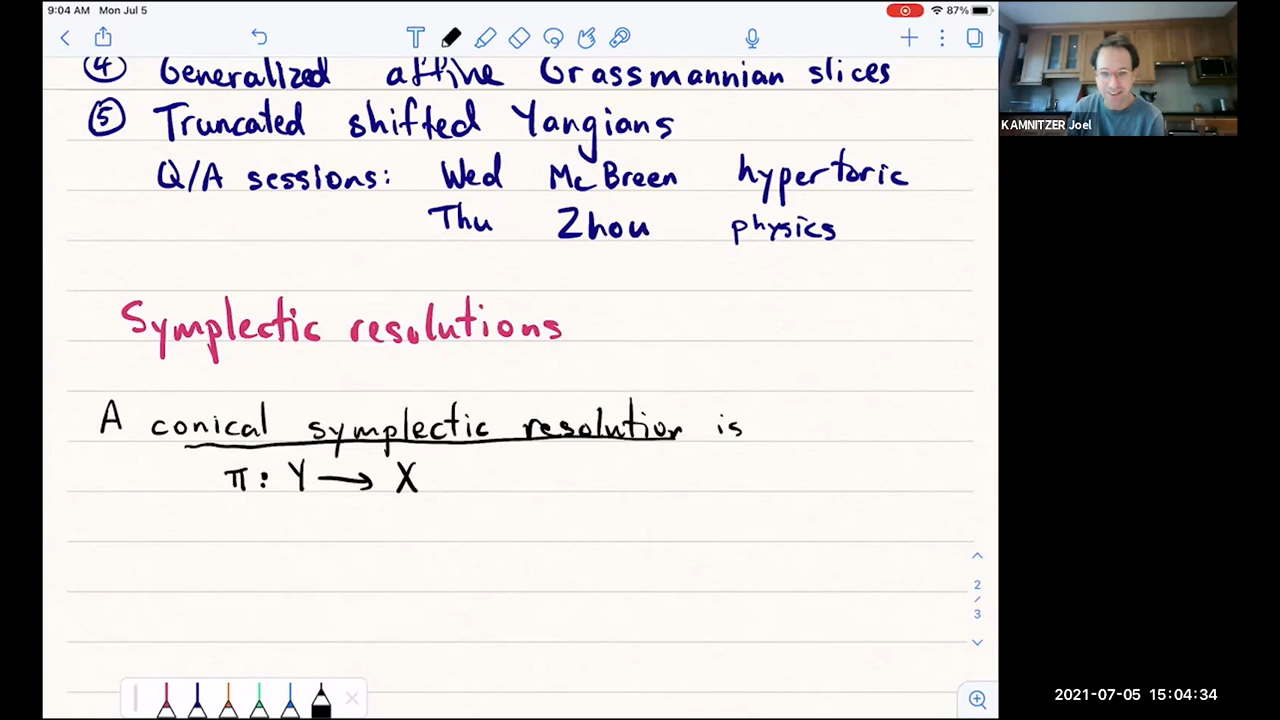 9:04 AM Mon Jul 5
87%
④ Generalized affine Grassmannian slices
⑤ Truncated shifted Yangians
Q/A sessions: Wed McBreen hypertoric
Thu Zhou physics
Symplectic resolutions
A conical symplectic resolution is
π: Y → X
2
/
3
KAMNITZER Joel
2021-07-05 15:04:34